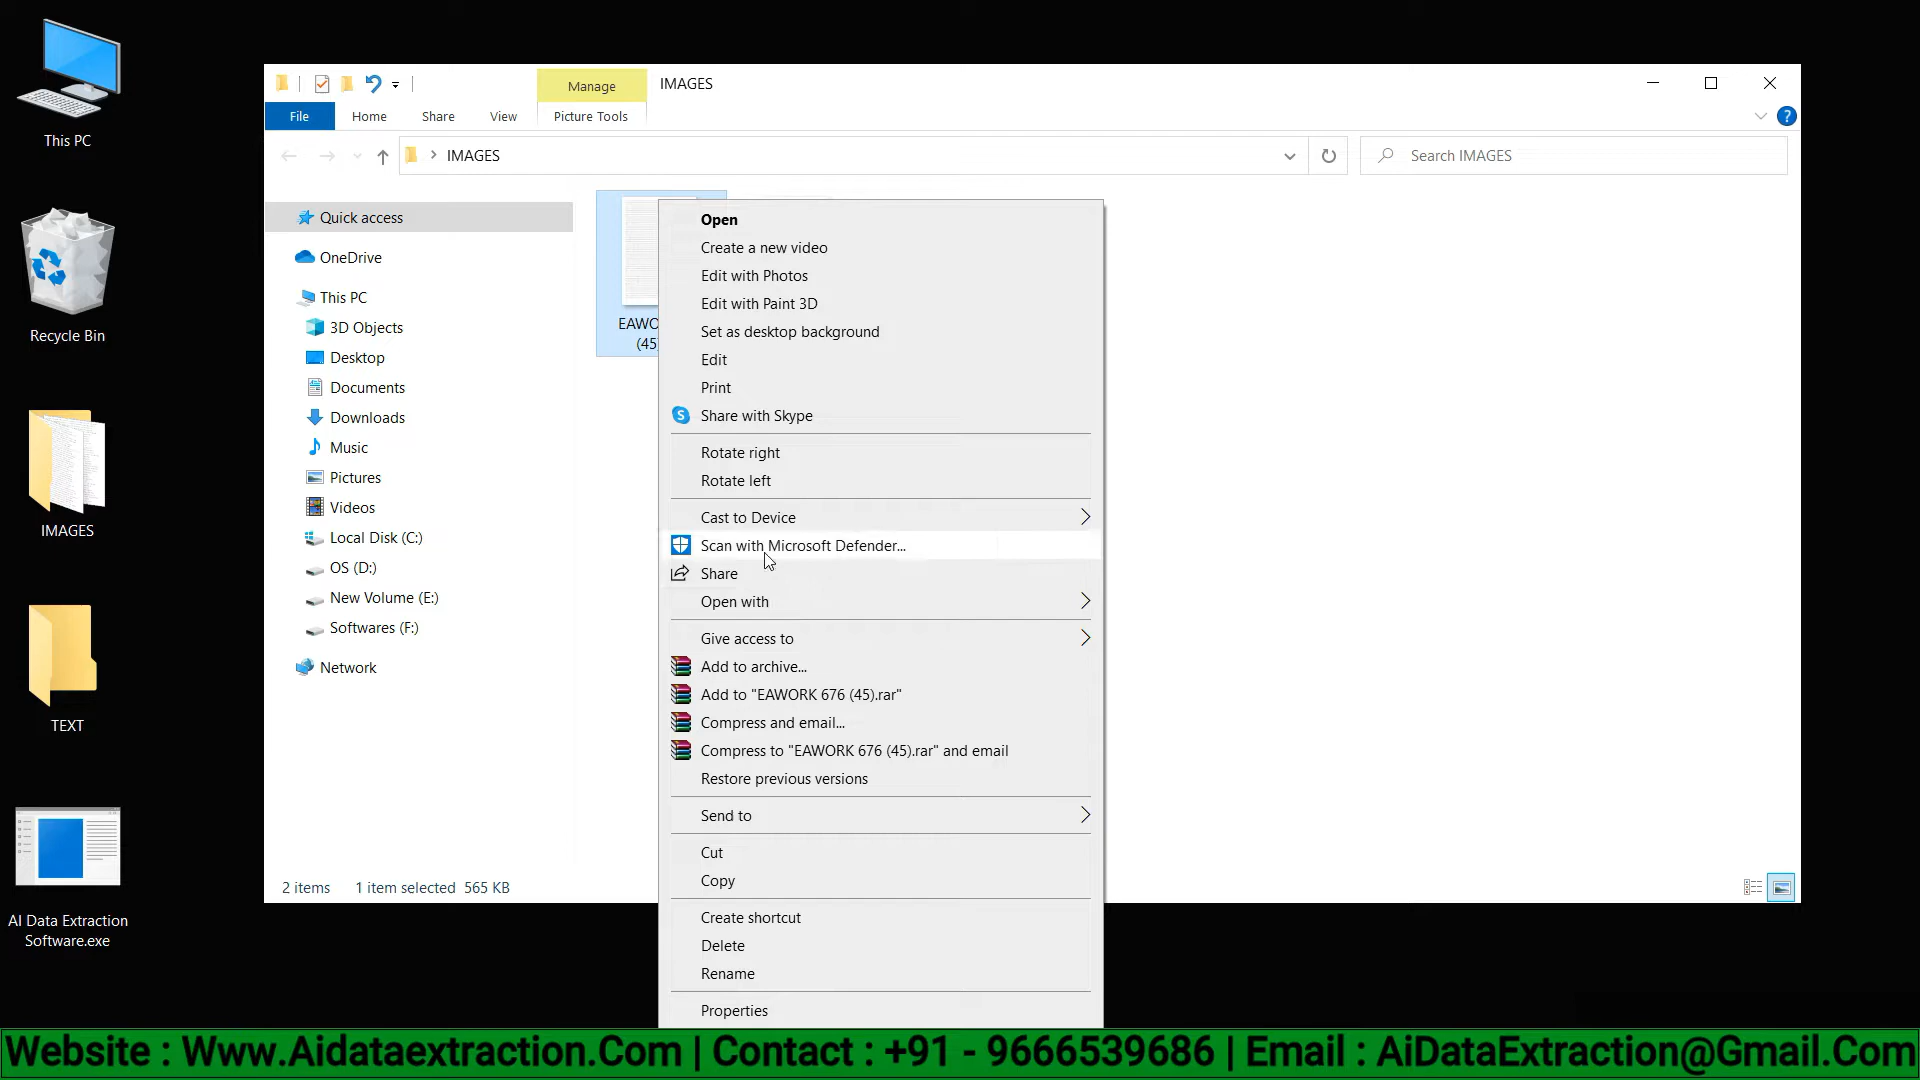 This PC
Recycle Bin
IMAGES
TEXT
AI Data Extraction
Software.exe
Manage
IMAGES
File
Home
Share
View
Picture Tools
IMAGES
Search IMAGES
Quick access
OneDrive
This PC
3D Objects
Desktop
Documents
Downloads
Music
Pictures
Videos
Local Disk (C:)
OS (D:)
New Volume (E:)
Softwares (F:)
Network
(45)
Open
Create a new video
Edit with Photos
Edit with Paint 3D
Set as desktop background
Edit
Print
Share with Skype
Rotate right
Rotate left
Cast to Device
Scan with Microsoft Defender...
Share
Open with
Give access to
Add to archive...
Add to "EAWORK 676 (45).rar"
Compress and email...
Compress to "EAWORK 676 (45).rar" and email
Restore previous versions
Send to
Cut
Copy
Create shortcut
Delete
Rename
Properties
2 items 1 item selected 565 KB
Website : Www.Aidataextraction.Com | Contact : +91 - 9666539686 | Email : AiDataExtraction@Gmail.Com